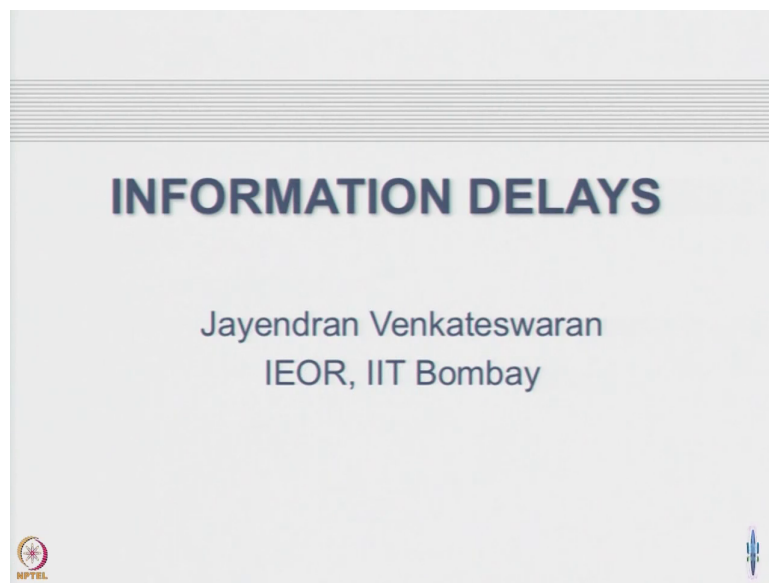 INFORMATION DELAYS
Jayendran Venkateswaran
IEOR, IIT Bombay
NPTEL